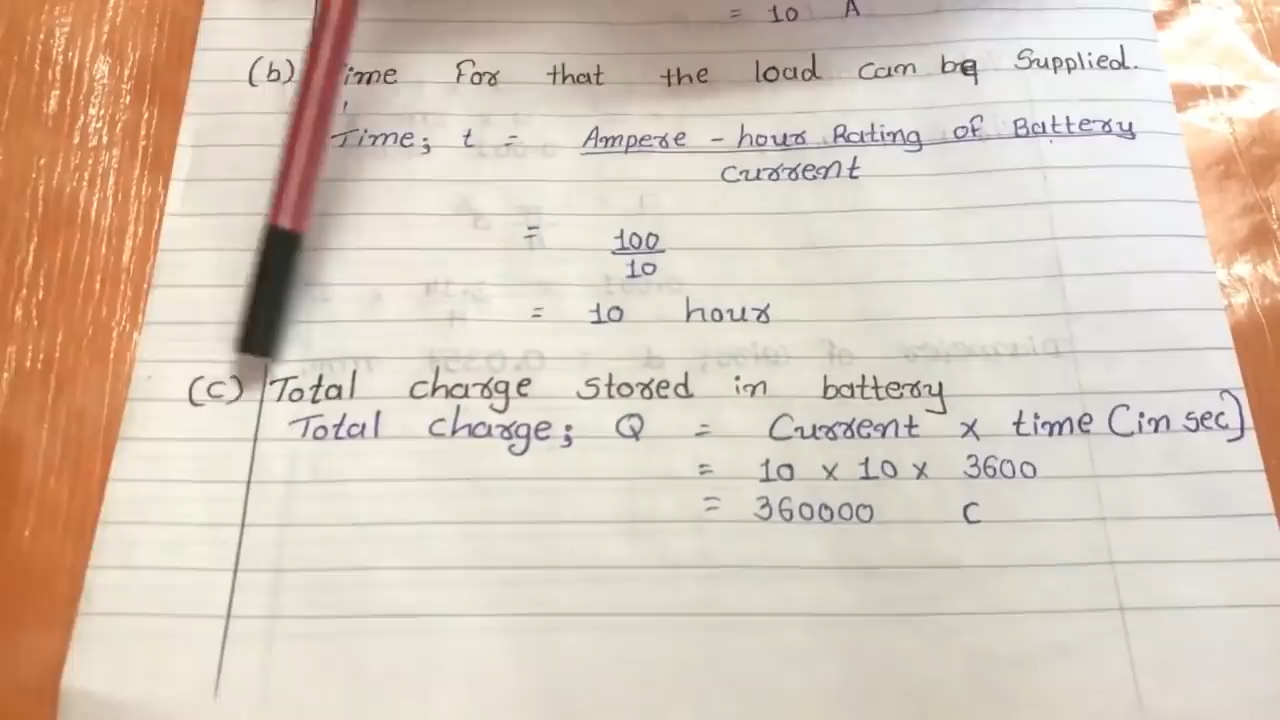 = 10 A
(b) ime For that the load can be Supplied.
Time; t = Ampere - hour Rating of Battery
Current
= 100
10
= 10 hour
(c) Total charge Stored in battery
Total charge; Q = Current x time (in sec]
= 10 x 10 x 3600
= 360000 C